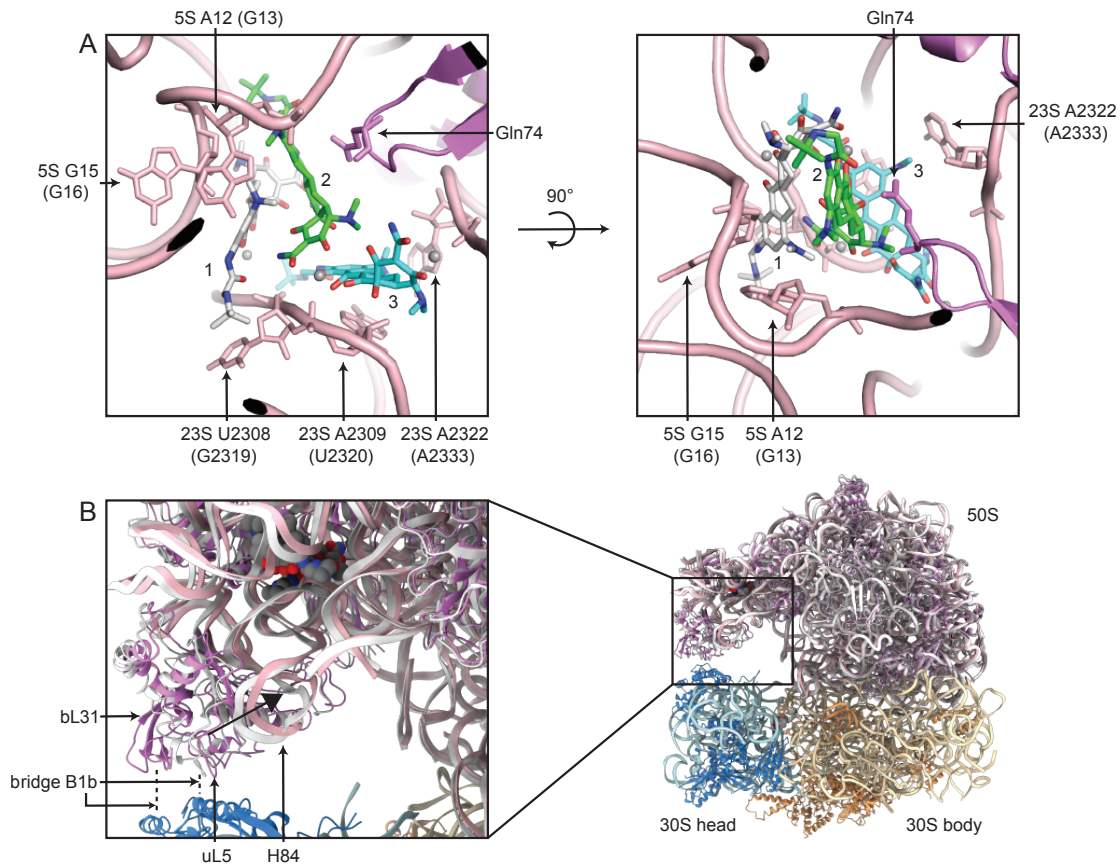 A
5S A12 (G13)
Gln74
5S G15
(G16)
2
1
3
23S U2308
(G2319)
23S A2309
(U2320)
23S A2322
(A2333)
90°
Gln74
23S A2322
(A2333)
2
3
1
5S G15
(G16)
5S A12
(G13)
B
bL31
bridge B1b
uL5
H84
50S
30S head
30S body